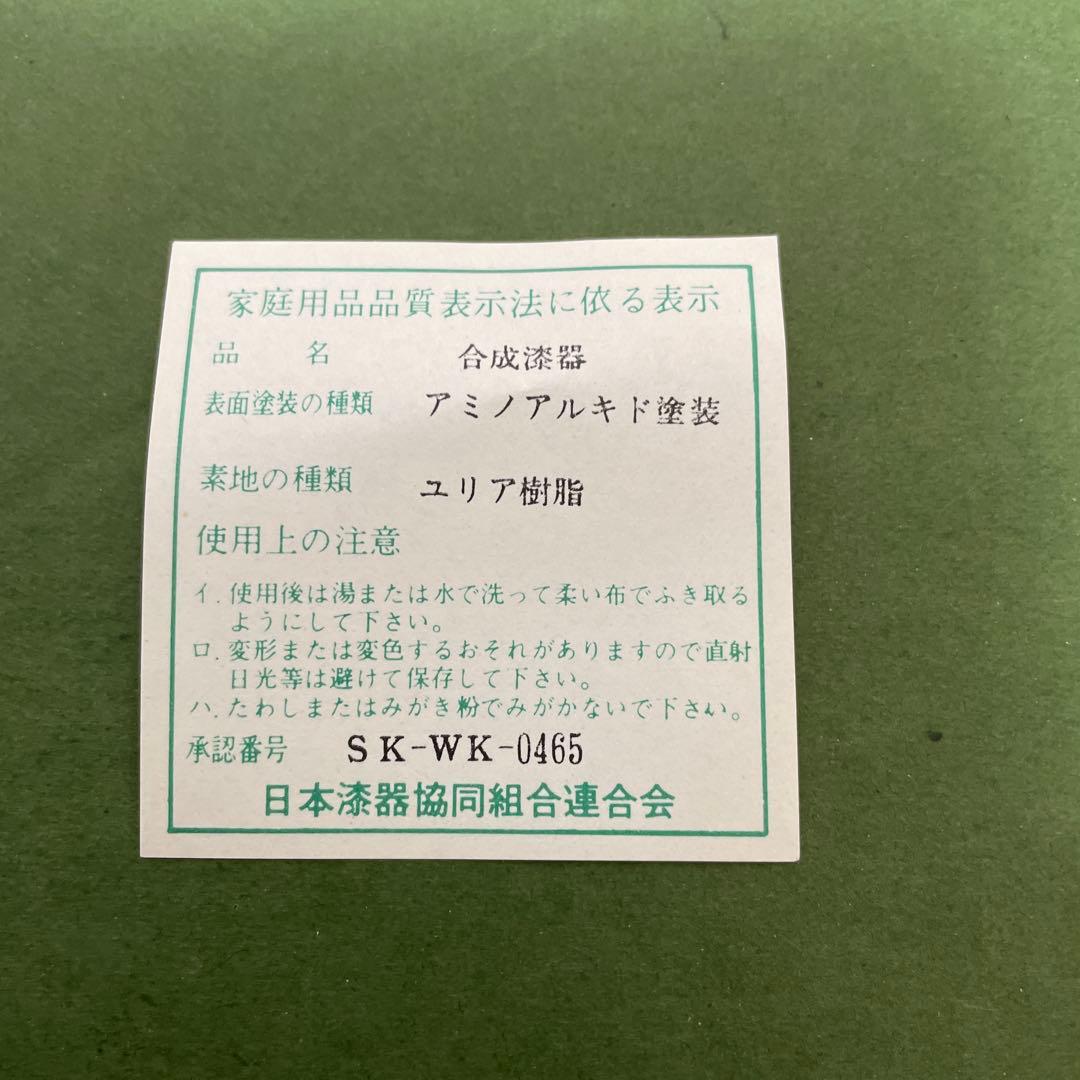 家庭用品品質表示法に依る表示
品 名 合成漆器
表面塗装の種類 アミノアルキド塗装
素地の種類 ユリア樹脂
使用上の注意
イ. 使用後は湯または水で洗って柔い布でふき取る
ようにして下さい。
ロ. 変形または変色するおそれがありますので直射
日光等は避けて保存して下さい。
ハ. たわしまたはみがき粉でみがかないで下さい。
承認番号 SK-WK-0465
日本漆器協同組合連合会